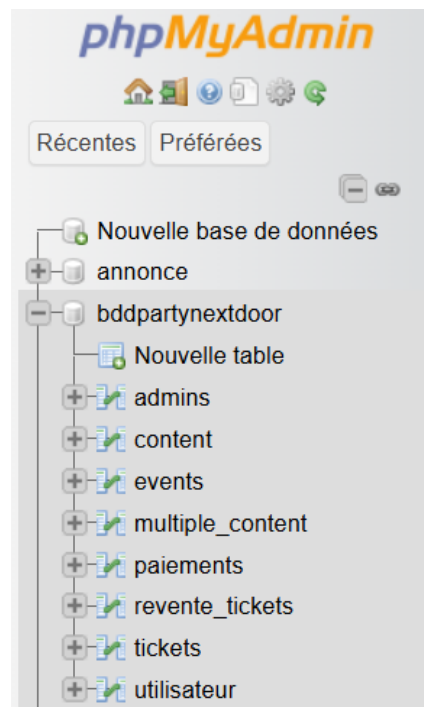 phpMyAdmin
Récentes Préférées
Nouvelle base de données
annonce
bddpartynextdoor
Nouvelle table
admins
content
events
multiple_content
paiements
revente_tickets
tickets
utilisateur